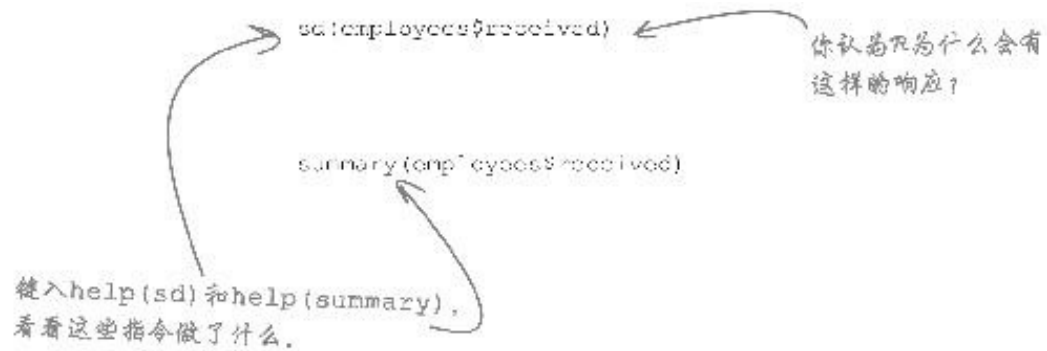 sd(employees$received)
你认为R为什么会有
这样的响应？
summary(employees$received)
键入help(sd)和help(summary)，
看看这些指令做了什么.